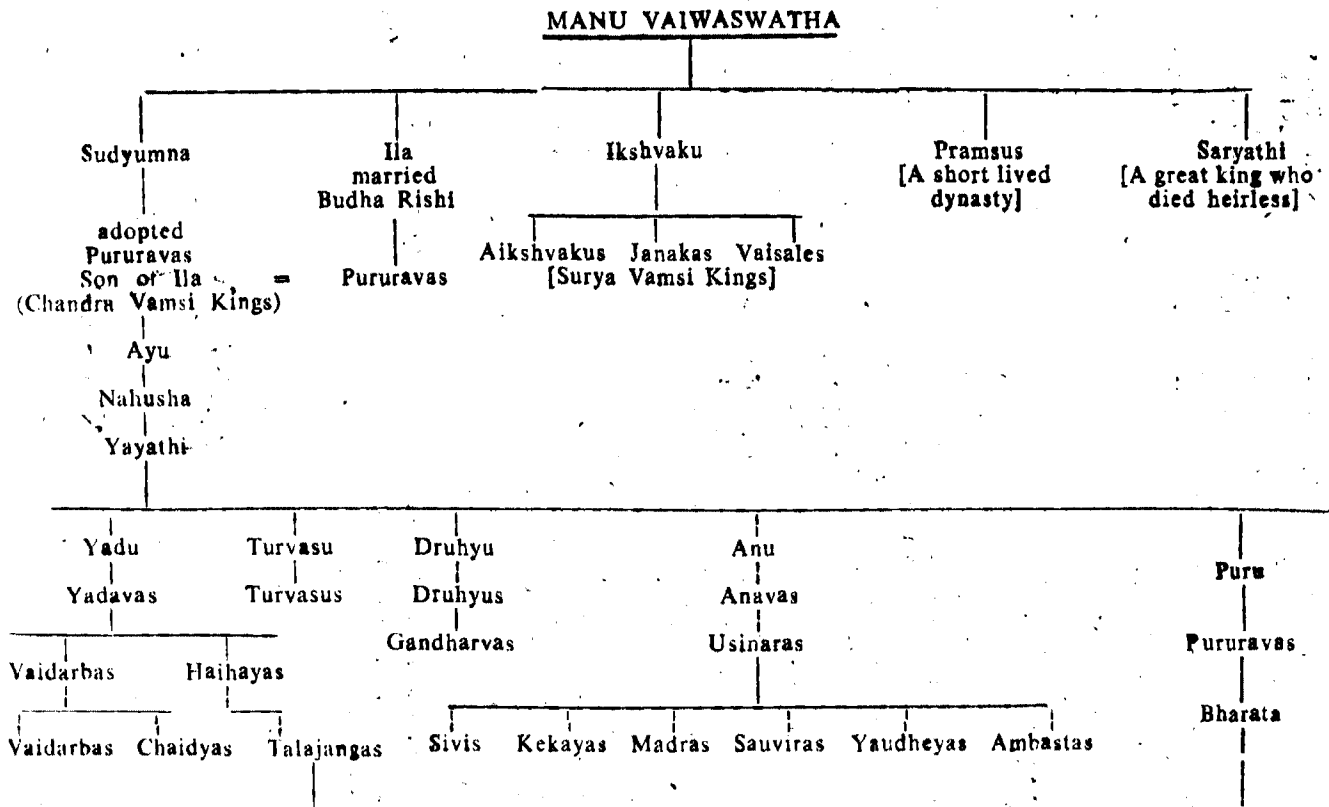 MANU VAIWASWATHA
Sudyumna
Ila
married
Budha Rishi
Ikshvaku
Pramsus
[A short lived
dynasty]
Saryathi
[A great king who
died heirless]
adopted
Pururavas
Son of Ila =
(Chandra Vamsi Kings)
Pururavas
Aikshvakus Janakas Vaisales
[Surya Vamsi Kings]
Ayu
Nahusha
Yayathi
Yadu Turvasu Druhyu Anu Puru
Yadavas Turvasus Druhyus Anavas
Gandharvas Usinaras Pururavas
Vaidarbas Haihayas
Bharata
Vaidarbas Chaidyas Talajangas Sivis Kekayas Madras Sauviras Yaudheyas Ambastas